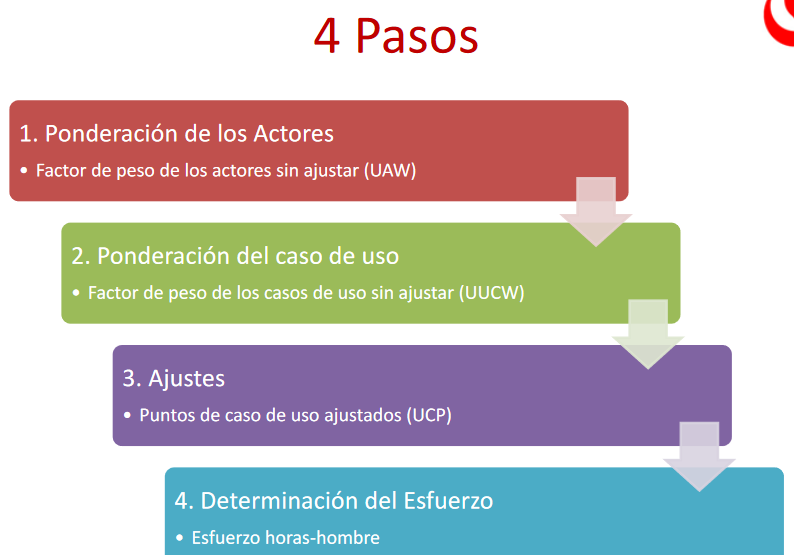 4 Pasos
1. Ponderación de los Actores
• Factor de peso de los actores sin ajustar (UAW)
2. Ponderación del caso de uso
• Factor de peso de los casos de uso sin ajustar (UUCW)
3. Ajustes
• Puntos de caso de uso ajustados (UCP)
4. Determinación del Esfuerzo
• Esfuerzo horas-hombre